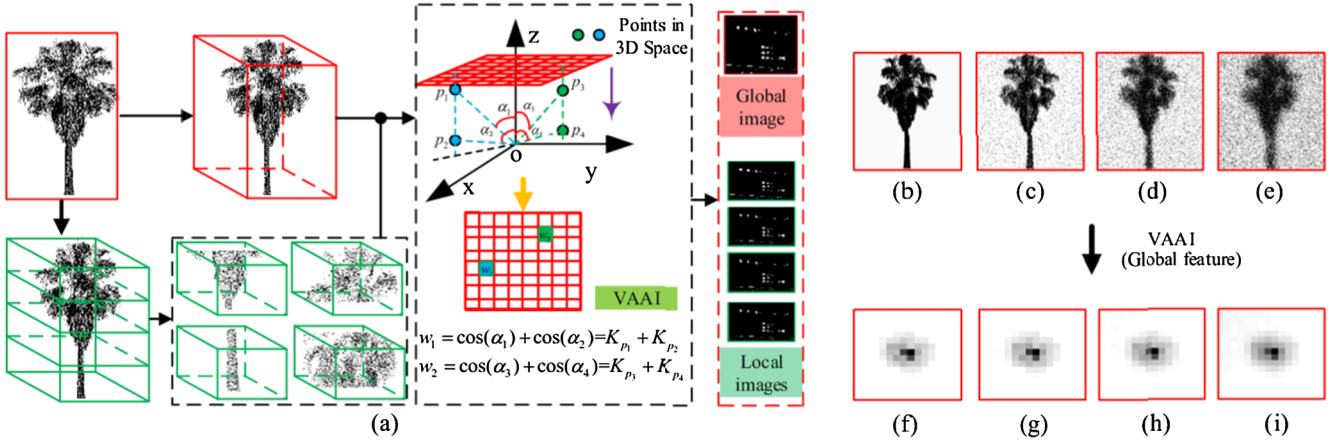 z
Points in
3D Space
p₁
p₃
α₁
α₃
α₂
α₄
p₂
p₄
O
x
y
w₂
w₁
VAAI
w₁ = cos(α₁)+cos(α₂)=Kp₁ + Kp₂
w₂ = cos(α₃)+cos(α₄)=Kp₃ + Kp₄
Global
image
Local
images
(a)
(b)
(c)
(d)
(e)
VAAI
(Global feature)
(f)
(g)
(h)
(i)